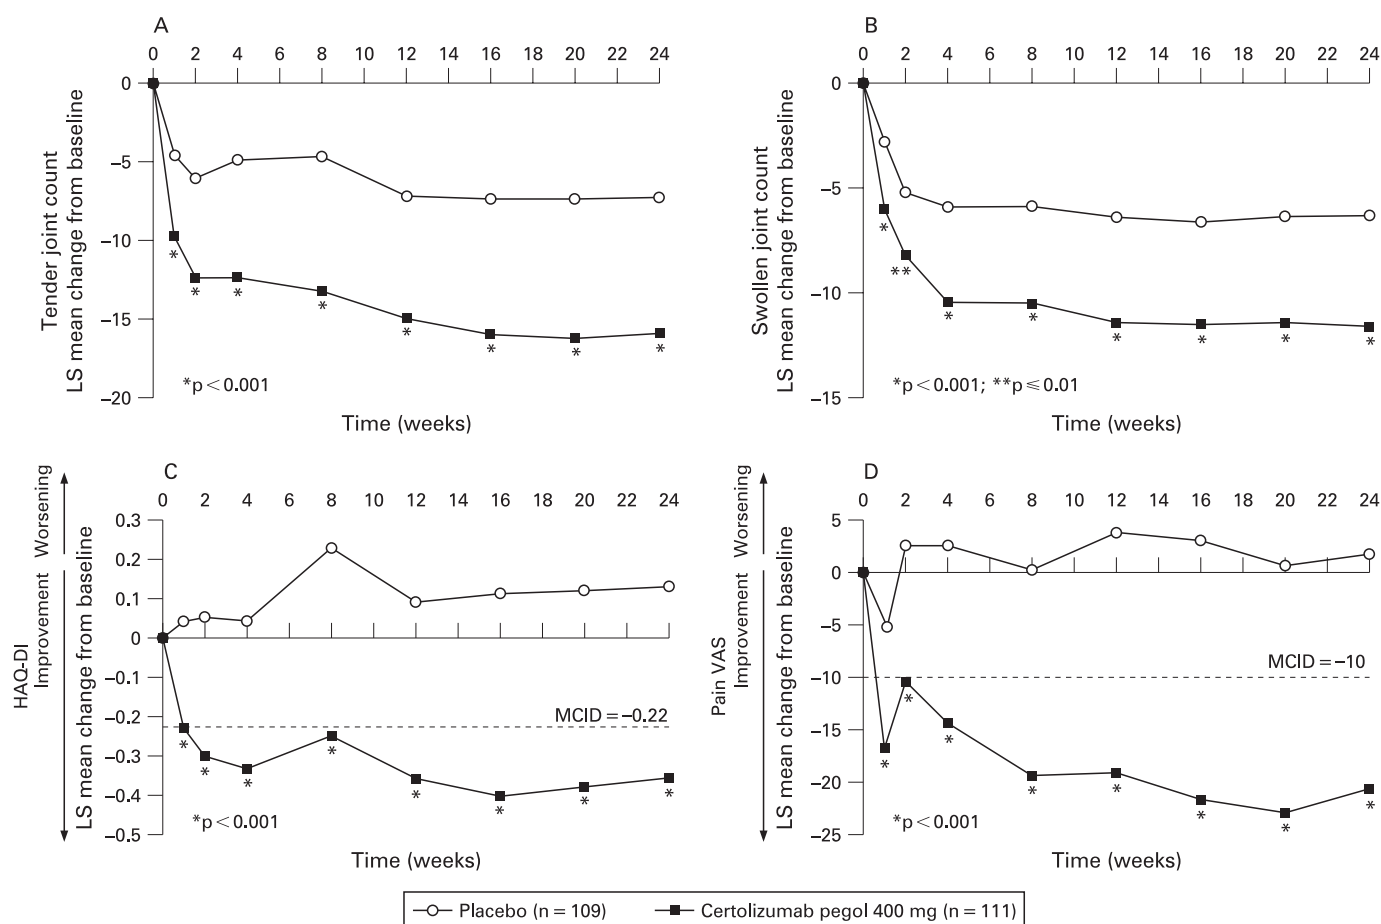 A
0 2 4 6 8 10 12 14 16 18 20 22 24
0
−5
−10
−15
−20
Tender joint count
LS mean change from baseline
* * * * * * * *
*p < 0.001
Time (weeks)
B
0 2 4 6 8 10 12 14 16 18 20 22 24
0
−5
−10
−15
Swollen joint count
LS mean change from baseline
* ** * * * * * *
*p < 0.001; **p ≤ 0.01
Time (weeks)
C
0 2 4 6 8 10 12 14 16 18 20 22 24
0.3
0.2
0.1
0
−0.1
−0.2
−0.3
−0.4
−0.5
HAQ-DI
Improvement Worsening
LS mean change from baseline
MCID = −0.22
* * * * * * * *
*p < 0.001
Time (weeks)
D
0 2 4 6 8 10 12 14 16 18 20 22 24
5
0
−5
−10
−15
−20
−25
Pain VAS
Improvement Worsening
LS mean change from baseline
MCID = −10
* * * * * * * *
*p < 0.001
Time (weeks)
Placebo (n = 109) Certolizumab pegol 400 mg (n = 111)